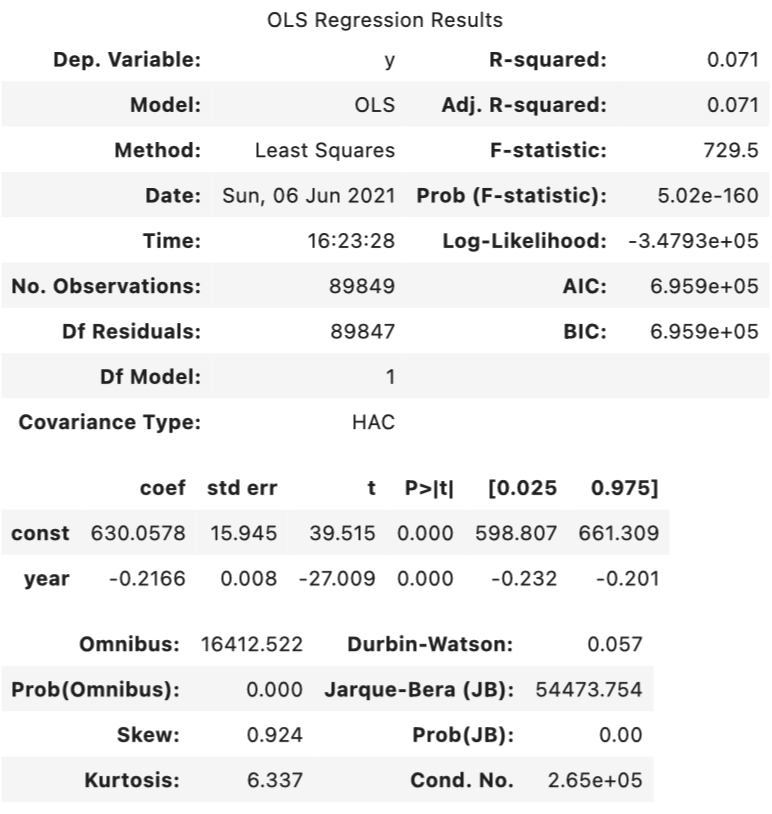 OLS Regression Results
Dep. Variable: y R-squared: 0.071
Model: OLS Adj. R-squared: 0.071
Method: Least Squares F-statistic: 729.5
Date: Sun, 06 Jun 2021 Prob (F-statistic): 5.02e-160
Time: 16:23:28 Log-Likelihood: -3.4793e+05
No. Observations: 89849 AIC: 6.959e+05
Df Residuals: 89847 BIC: 6.959e+05
Df Model: 1
Covariance Type: HAC
coef std err t P>|t| [0.025 0.975]
const 630.0578 15.945 39.515 0.000 598.807 661.309
year -0.2166 0.008 -27.009 0.000 -0.232 -0.201
Omnibus: 16412.522 Durbin-Watson: 0.057
Prob(Omnibus): 0.000 Jarque-Bera (JB): 54473.754
Skew: 0.924 Prob(JB): 0.00
Kurtosis: 6.337 Cond. No. 2.65e+05